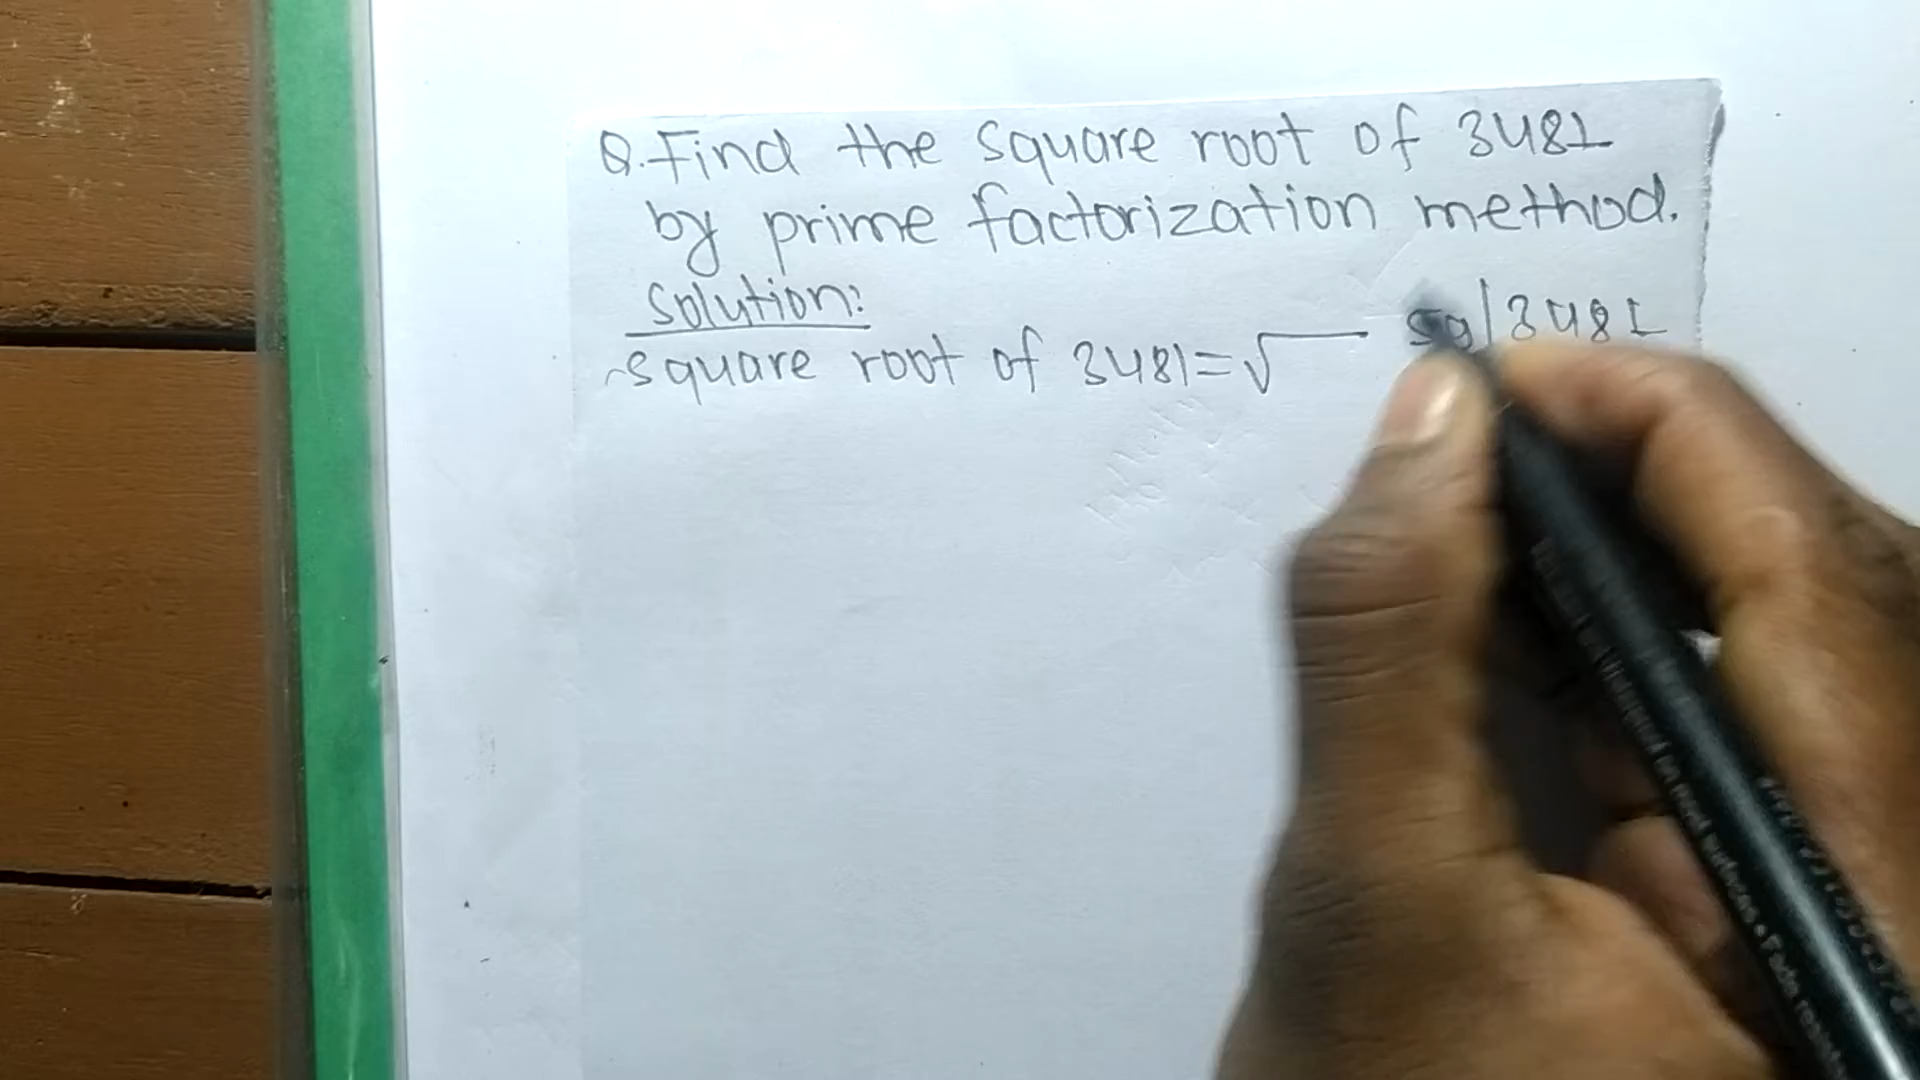 Q. Find the square root of 3481
by prime factorization method.
Solution:
59 3481
square root of 3481=√